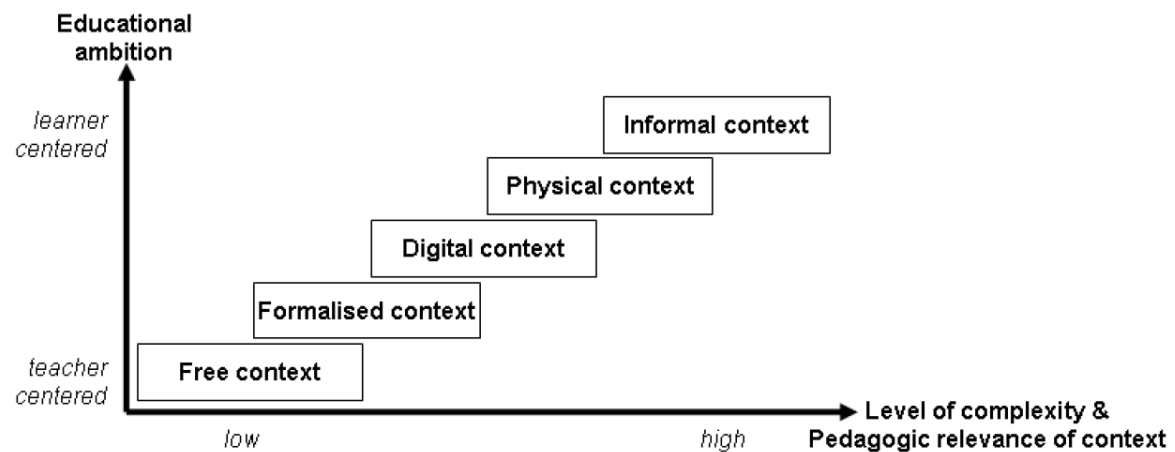 Educational
ambition
learner
centered
Informal context
Physical context
Digital context
Formalised context
teacher
centered
Free context
low
high
Level of complexity &
Pedagogic relevance of context